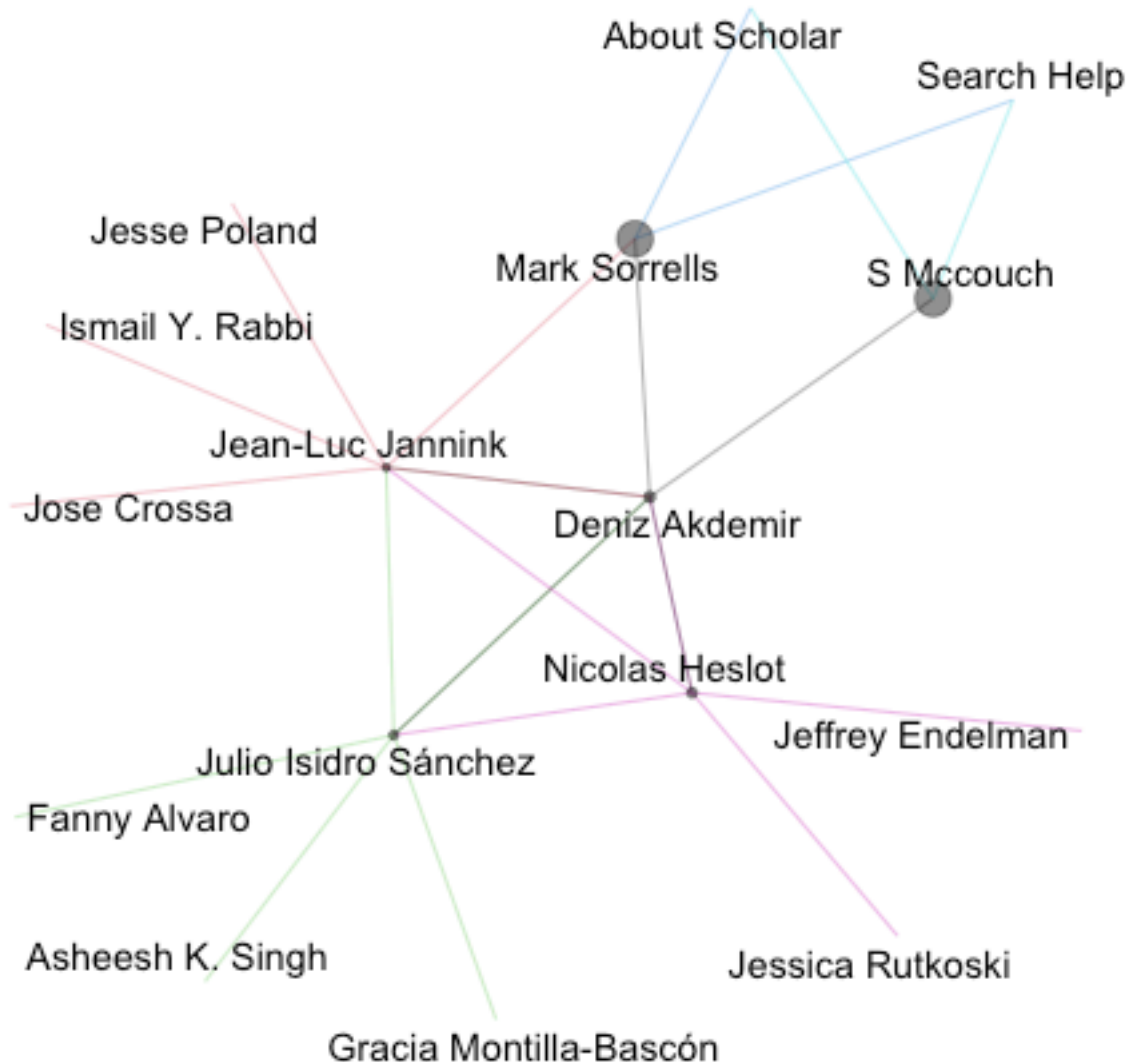 About Scholar
Search Help
Jesse Poland
Mark Sorrells
S Mccouch
Ismail Y. Rabbi
Jean-Luc Jannink
Jose Crossa
Deniz Akdemir
Nicolas Heslot
Jeffrey Endelman
Julio Isidro Sánchez
Fanny Alvaro
Asheesh K. Singh
Jessica Rutkoski
Gracia Montilla-Bascón